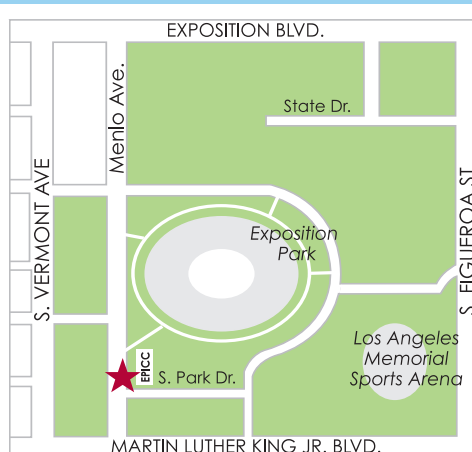 EXPOSITION BLVD.
Menlo Ave.
State Dr.
S. VERMONT AVE
S. FIGUEROA ST
Exposition
Park
Los Angeles
Memorial
Sports Arena
EPICC
S. Park Dr.
MARTIN LUTHER KING JR. BLVD.